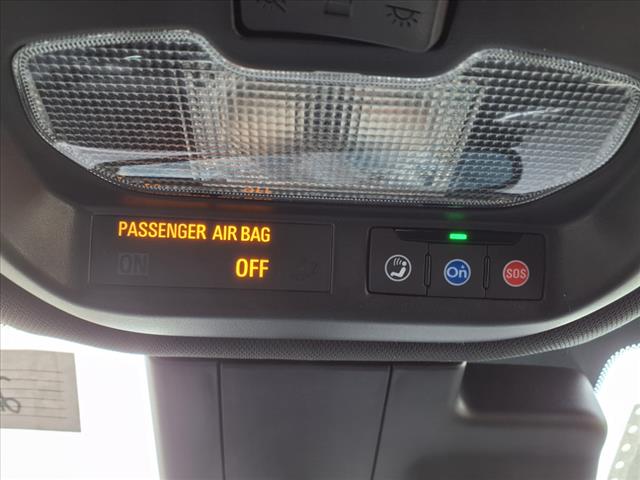 PASSENGER AIR BAG
ON OFF
On
SOS